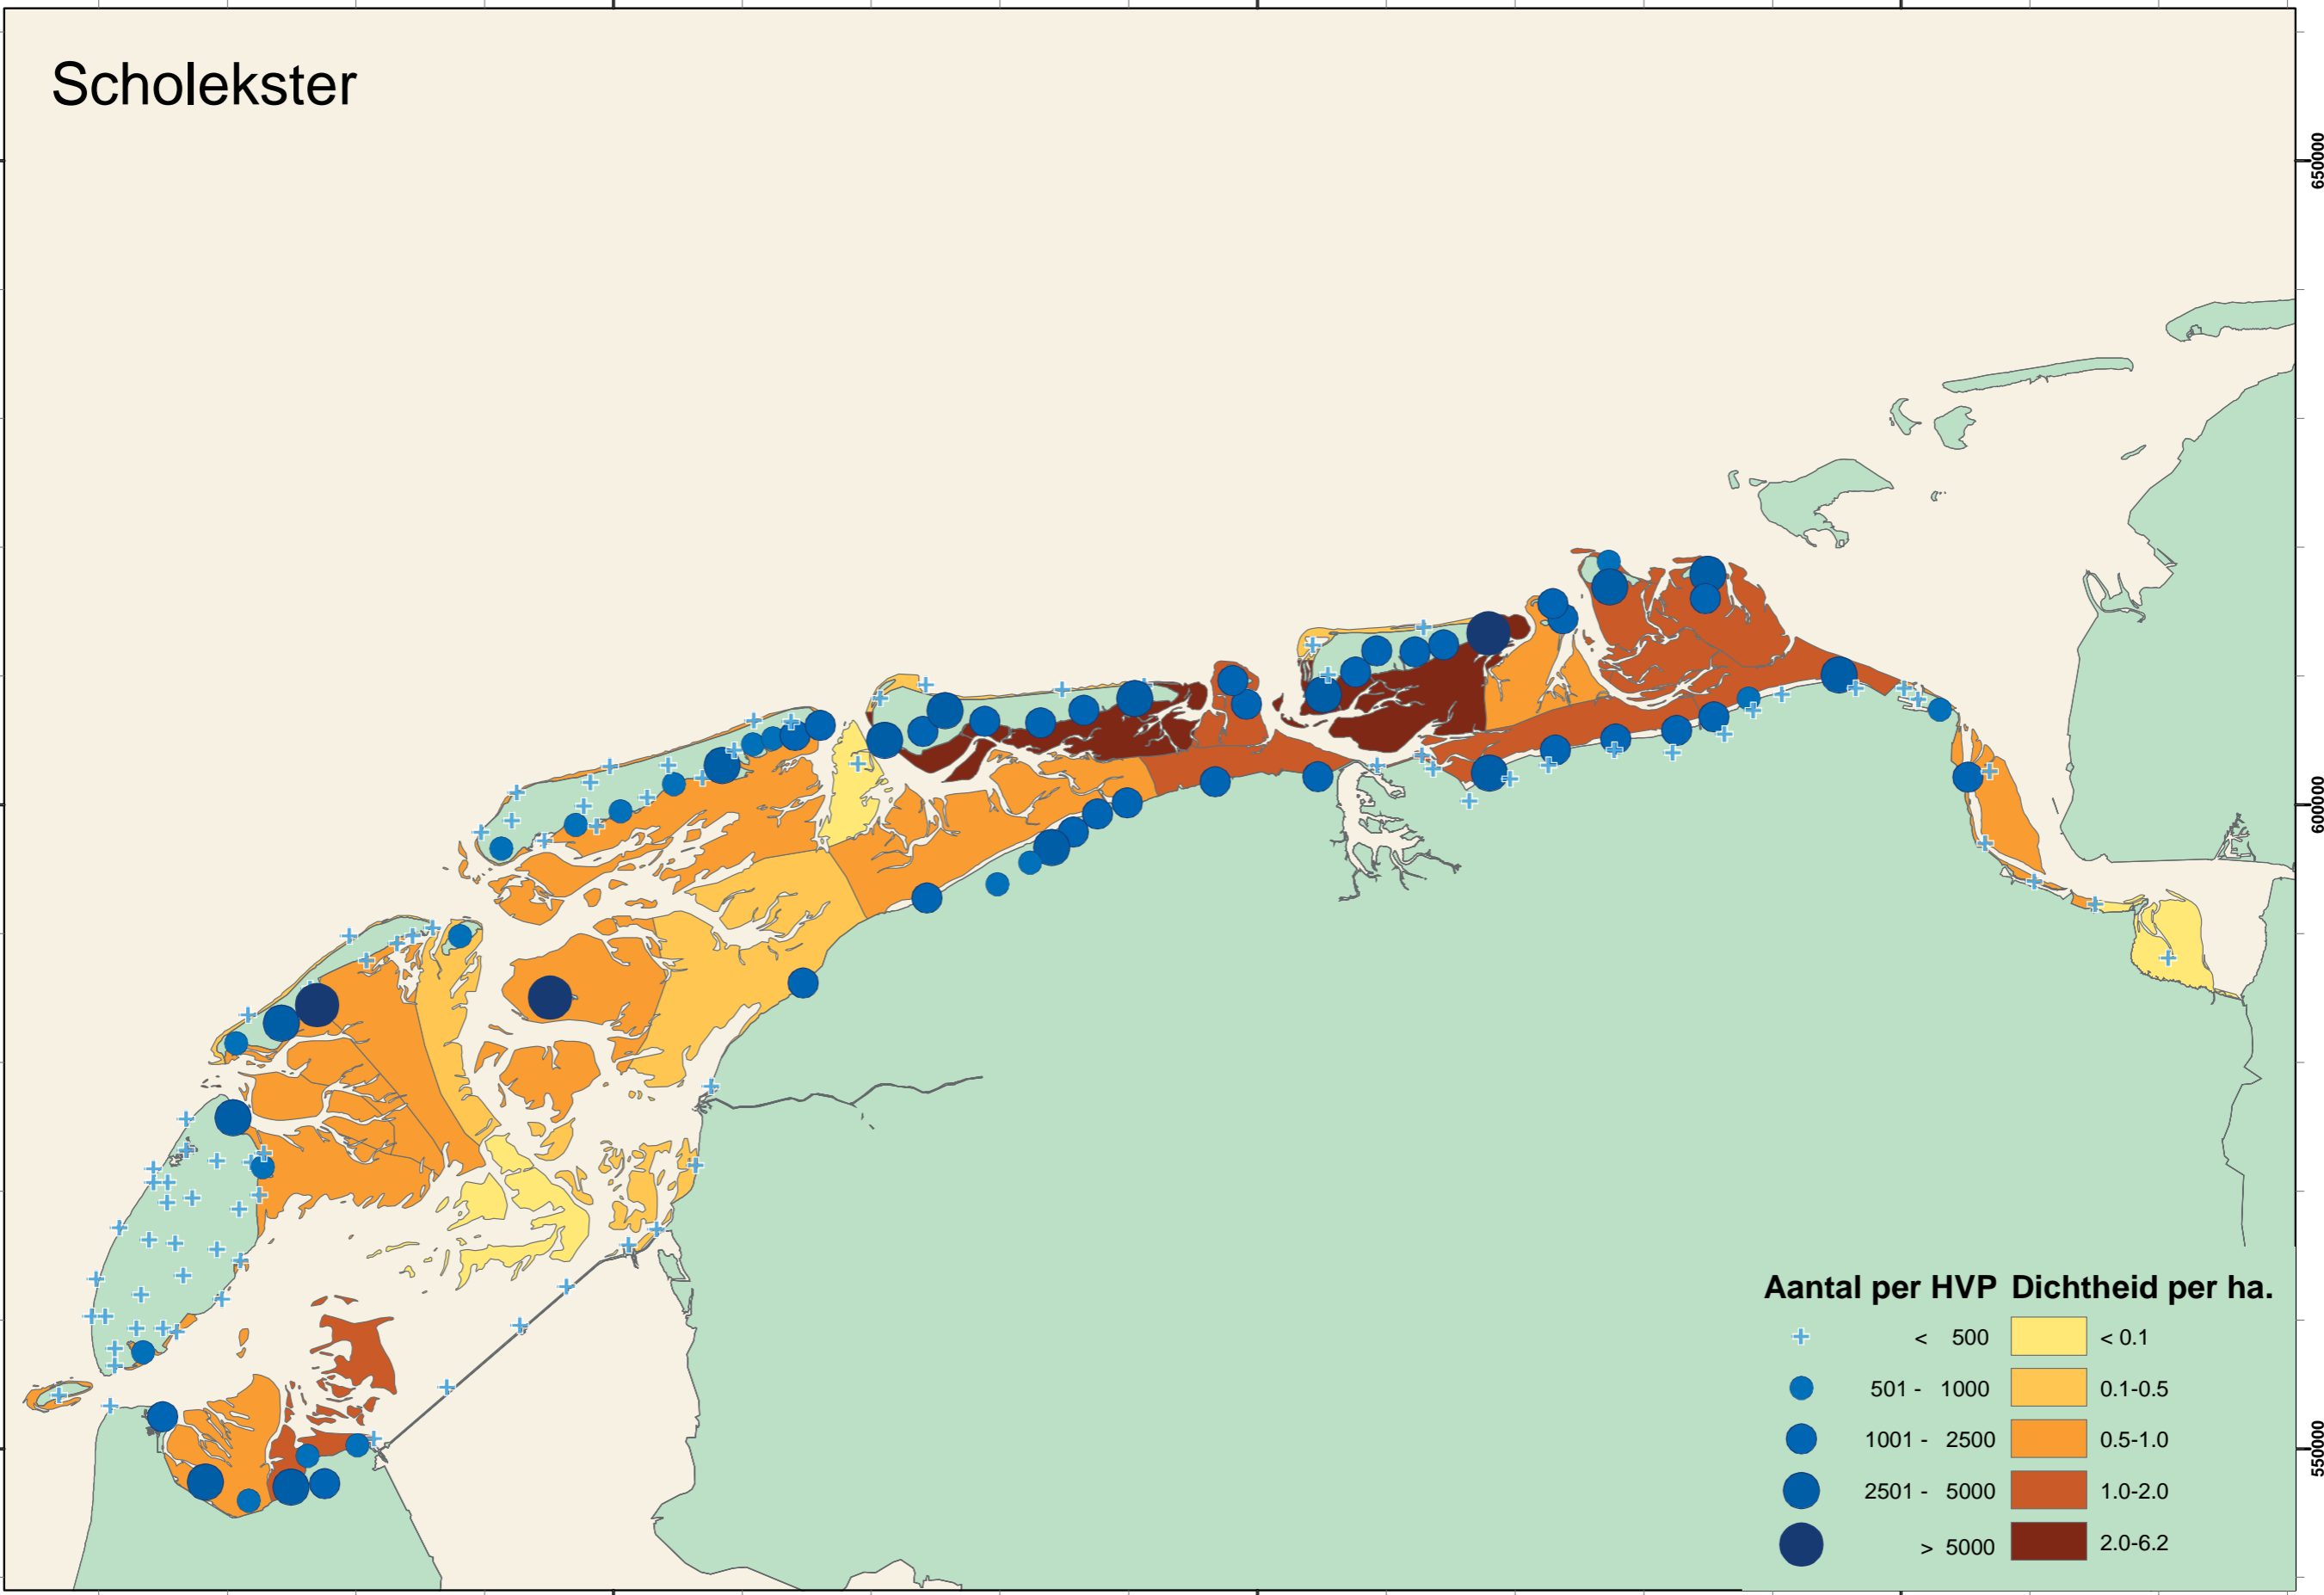 Scholekster
650000
600000
550000
Aantal per HVP Dichtheid per ha.
< 500 < 0.1
501 - 1000 0.1-0.5
1001 - 2500 0.5-1.0
2501 - 5000 1.0-2.0
> 5000 2.0-6.2